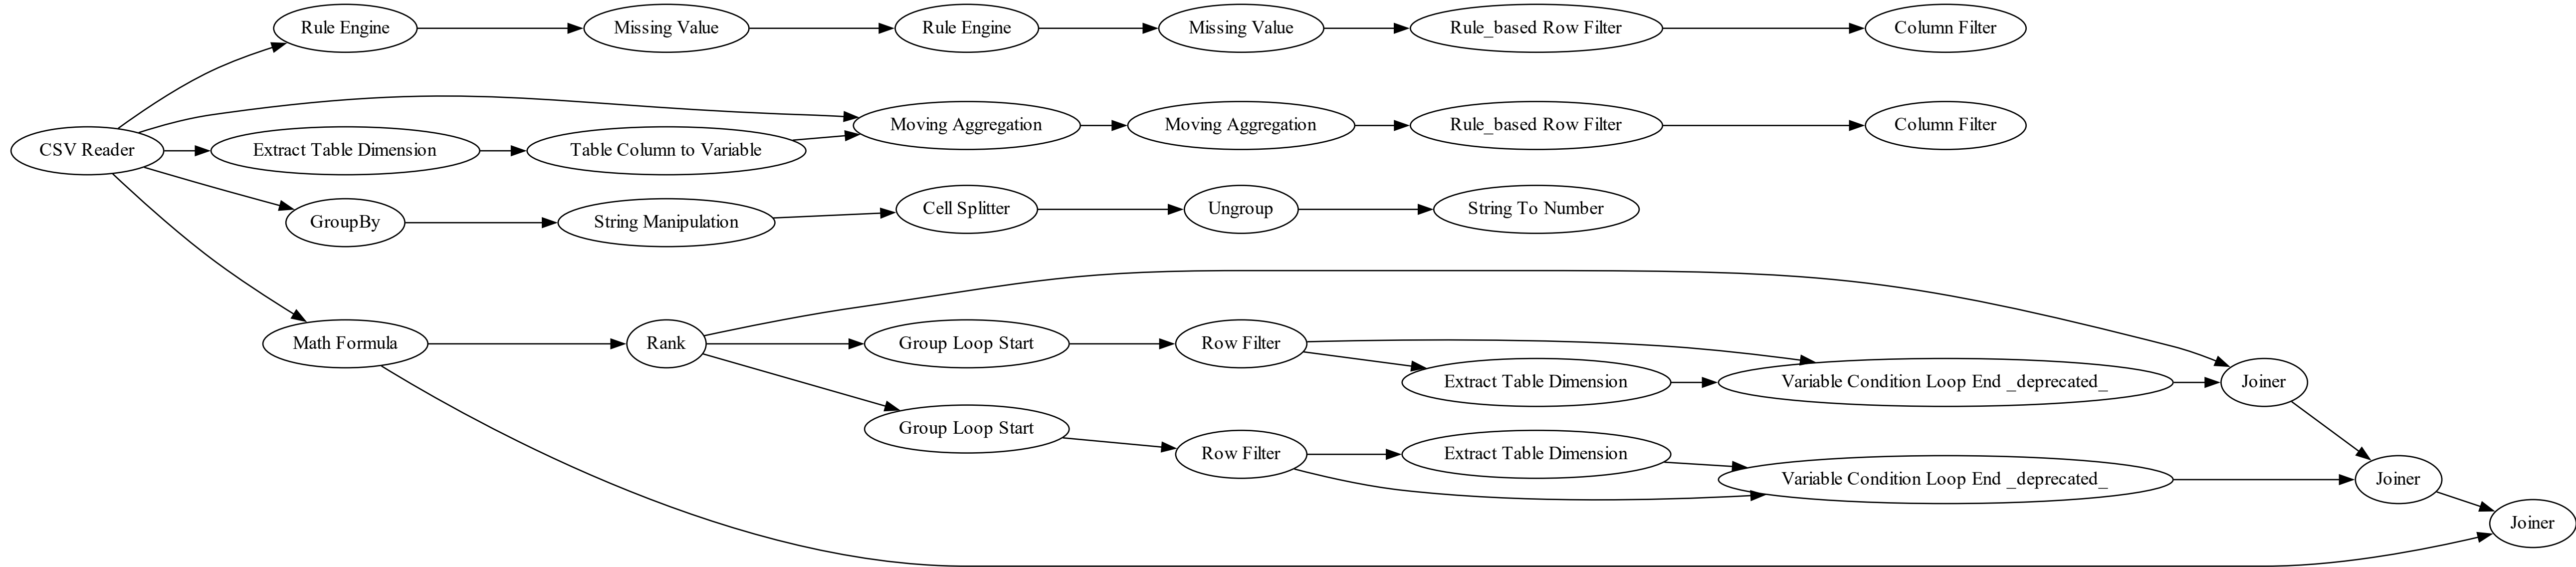 Rule Engine
Missing Value
Rule Engine
Missing Value
Rule_based Row Filter
Column Filter
CSV Reader
Extract Table Dimension
Table Column to Variable
Moving Aggregation
Moving Aggregation
Rule_based Row Filter
Column Filter
GroupBy
String Manipulation
Cell Splitter
Ungroup
String To Number
Math Formula
Rank
Group Loop Start
Row Filter
Extract Table Dimension
Variable Condition Loop End _deprecated_
Joiner
Group Loop Start
Row Filter
Extract Table Dimension
Variable Condition Loop End _deprecated_
Joiner
Joiner